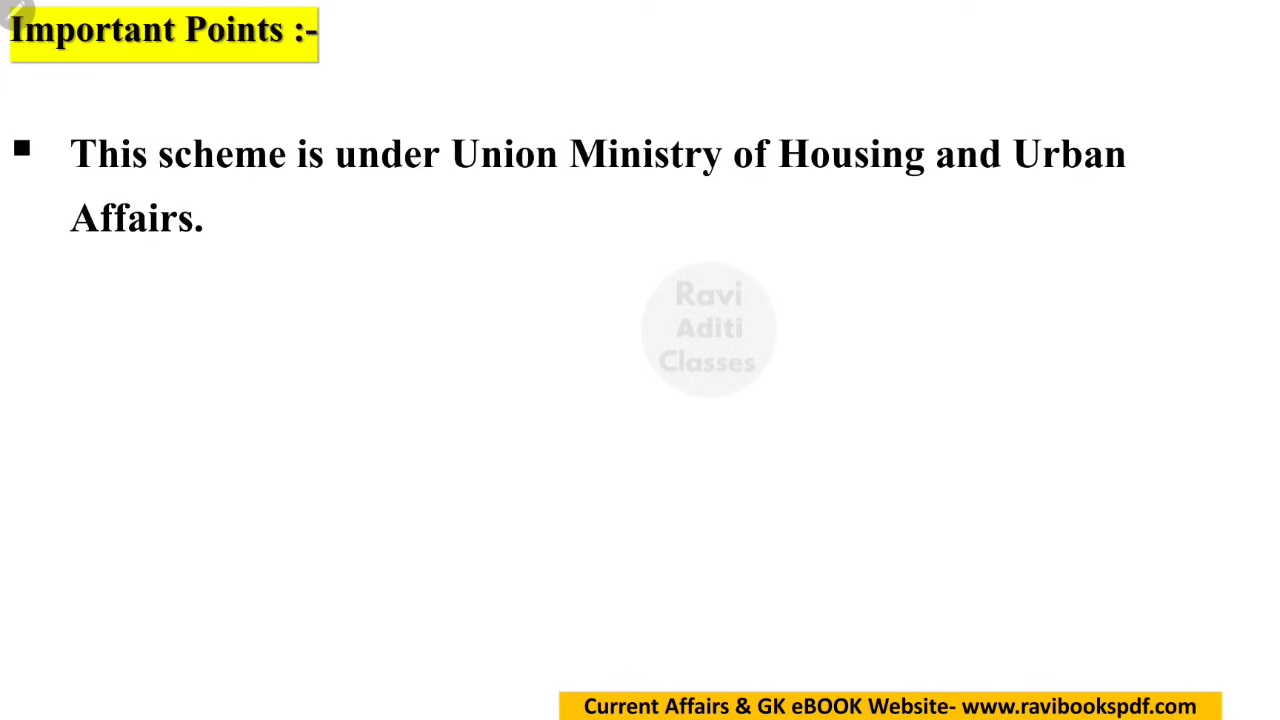 Important Points :-
▪ This scheme is under Union Ministry of Housing and Urban
Affairs.
Ravi
Aditi
Classes
Current Affairs & GK eBOOK Website- www.ravibookspdf.com